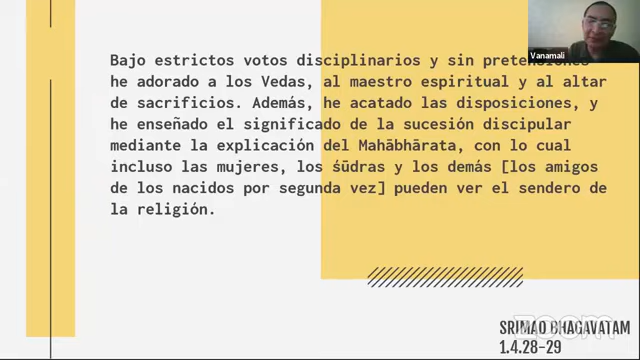 Vanamali
Bajo estrictos votos disciplinarios y sin pretensiones
he adorado a los Vedas, al maestro espiritual y al altar
de sacrificios. Además, he acatado las disposiciones, y
he enseñado el significado de la sucesión discipular
mediante la explicación del Mahābhārata, con lo cual
incluso las mujeres, los śūdras y los demás [los amigos
de los nacidos por segunda vez] pueden ver el sendero de
la religión.
zoom
SRIMAD BHAGAVATAM
1.4.28-29